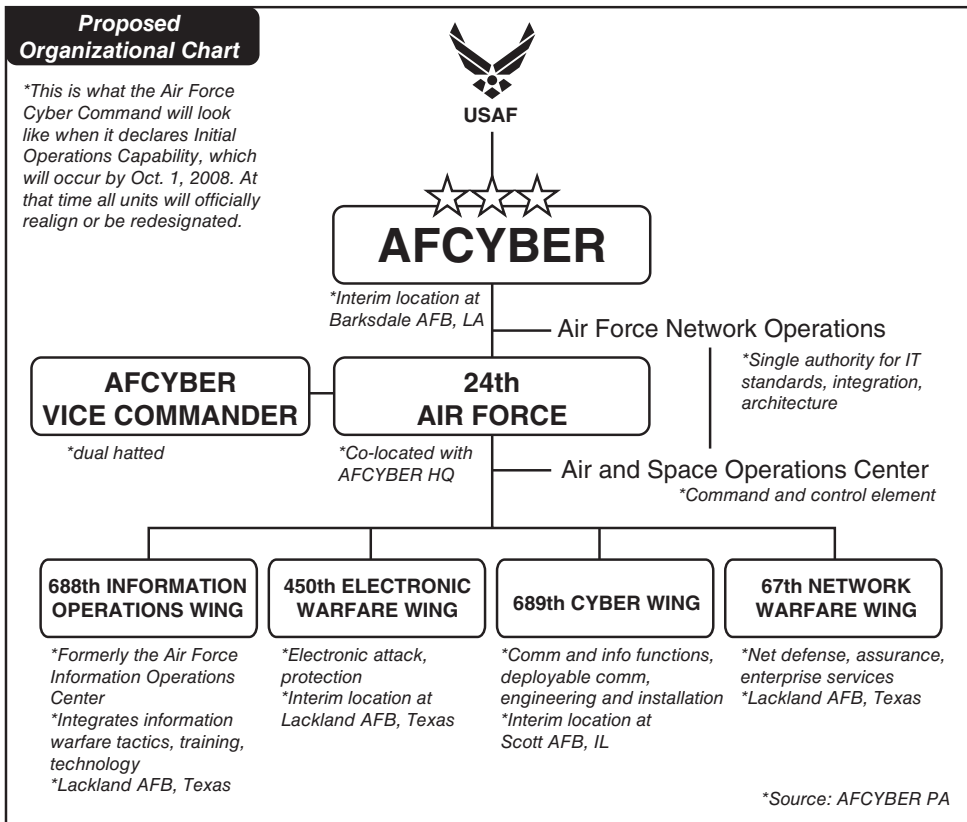 Proposed
Organizational Chart
*This is what the Air Force
Cyber Command will look
like when it declares Initial
Operations Capability, which
will occur by Oct. 1, 2008. At
that time all units will officially
realign or be redesignated.
USAF
AFCYBER
*Interim location at
Barksdale AFB, LA
Air Force Network Operations
*Single authority for IT
standards, integration,
architecture
AFCYBER
VICE COMMANDER
*dual hatted
24th
AIR FORCE
*Co-located with
AFCYBER HQ
Air and Space Operations Center
*Command and control element
688th INFORMATION
OPERATIONS WING
*Formerly the Air Force
Information Operations
Center
*Integrates information
warfare tactics, training,
technology
*Lackland AFB, Texas
450th ELECTRONIC
WARFARE WING
*Electronic attack,
protection
*Interim location at
Lackland AFB, Texas
689th CYBER WING
*Comm and info functions,
deployable comm,
engineering and installation
*Interim location at
Scott AFB, IL
67th NETWORK
WARFARE WING
*Net defense, assurance,
enterprise services
*Lackland AFB, Texas
*Source: AFCYBER PA